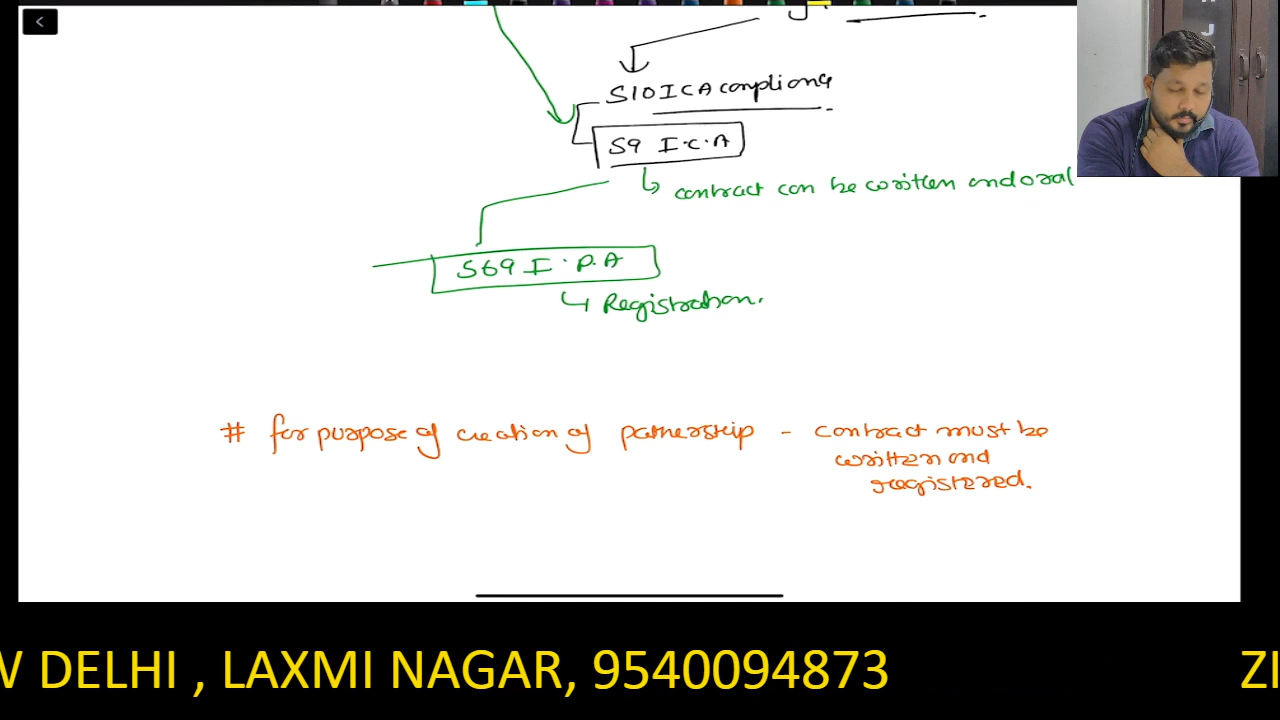 S10 ICA compliance
S9 I.C.A
contract can be written and oral
S69 I.P.A
Registration.
# for purpose of creation of partnership - contract must be
written and
registered.
W DELHI , LAXMI NAGAR, 9540094873
ZI